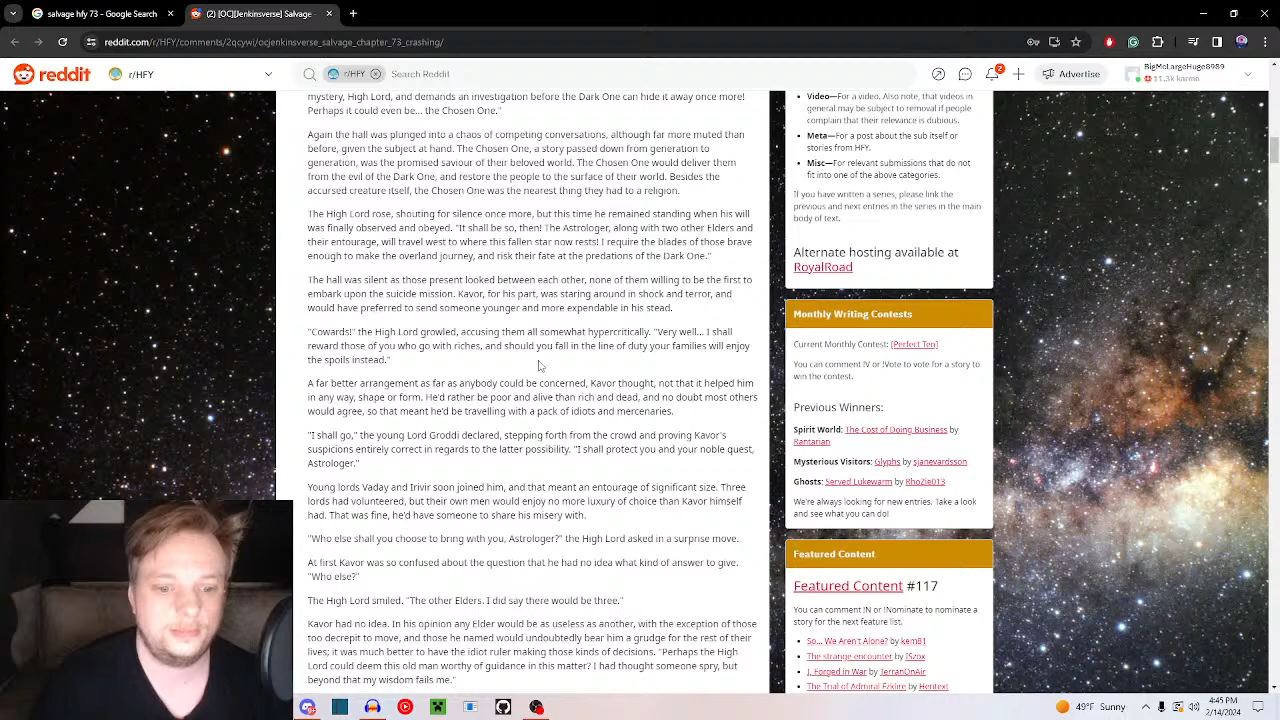 salvage hfy 73 - Google Search
[OC][Jenkinsverse] Salvage
reddit.com/r/HFY/comments/2qcywi/ocjenkinsverse_salvage_chapter_73_crashing/
reddit
r/HFY
r/HFY
Search Reddit
2
Advertise
BigMcLargeHuge8989
11.3k karma
mystery, High Lord, and demands an investigation before the Dark One can hide it away once more!
Perhaps it could even be... the Chosen One."
Again the hall was plunged into a chaos of competing conversations, although far more muted than
before, given the subject at hand. The Chosen One, a story passed down from generation to
generation, was the promised saviour of their beloved world. The Chosen One would deliver them
from the evil of the Dark One, and restore the people to the surface of their world. Besides the
accursed creature itself, the Chosen One was the nearest thing they had to a religion.
The High Lord rose, shouting for silence once more, but this time he remained standing when his will
was finally observed and obeyed. "It shall be so, then! The Astrologer, along with two other Elders and
their entourage, will travel west to where this fallen star now rests! I require the blades of those brave
enough to make the overland journey, and risk their fate at the predations of the Dark One."
The hall was silent as those present looked between each other, none of them willing to be the first to
embark upon the suicide mission. Kavor, for his part, was staring around in shock and terror, and
would have preferred to send someone younger and more expendable in his stead.
"Cowards!" the High Lord growled, accusing them all somewhat hypercritically. "Very well... I shall
reward those of you who go with riches, and should you fall in the line of duty your families will enjoy
the spoils instead."
A far better arrangement as far as anybody could be concerned, Kavor thought, not that it helped him
in any way, shape or form. He'd rather be poor and alive than rich and dead, and no doubt most others
would agree, so that meant he'd be travelling with a pack of idiots and mercenaries.
"I shall go," the young Lord Groddi declared, stepping forth from the crowd and proving Kavor's
suspicions entirely correct in regards to the latter possibility. "I shall protect you and your noble quest,
Astrologer."
Young lords Vaday and Irivir soon joined him, and that meant an entourage of significant size. Three
lords had volunteered, but their own men would enjoy no more luxury of choice than Kavor himself
had. That was fine, he'd have someone to share his misery with.
"Who else shall you choose to bring with you, Astrologer?" the High Lord asked in a surprise move.
At first Kavor was so confused about the question that he had no idea what kind of answer to give.
"Who else?"
The High Lord smiled. "The other Elders. I did say there would be three."
Kavor had no idea. In his opinion any Elder would be as useless as another, with the exception of those
too decrepit to move, and those he named would undoubtedly bear him a grudge for the rest of their
lives; it was much better to have the idiot ruler making those kinds of decisions. "Perhaps the High
Lord could deem this old man worthy of guidance in this matter? I had thought someone spry, but
beyond that my wisdom fails me."
Video—For a video. Also note, that videos in
general may be subject to removal if people
complain that their relevance is dubious.
Meta—For a post about the sub itself or
stories from HFY.
Misc—For relevant submissions that do not
fit into one of the above categories.
If you have written a series, please link the
previous and next entries in the series in the main
body of text.
Alternate hosting available at
RoyalRoad
Monthly Writing Contests
Current Monthly Contest: [Perfect Ten]
You can comment !V or !Vote to vote for a story to
win the contest.
Previous Winners:
Spirit World: The Cost of Doing Business by
Rantarian
Mysterious Visitors: Glyphs by sjanevardsson
Ghosts: Served Lukewarm by RhoZie013
We're always looking for new entries. Take a look
and see what you can do!
Featured Content
Featured Content #117
You can comment !N or !Nominate to nominate a
story for the next feature list.
So... We Aren't Alone? by kem81
The strange encounter by ISzox
J, Forged in War by TerranOnAir
The Trial of Admiral Ezkire by Hentext
49°F Sunny
4:45 PM
2/14/2024